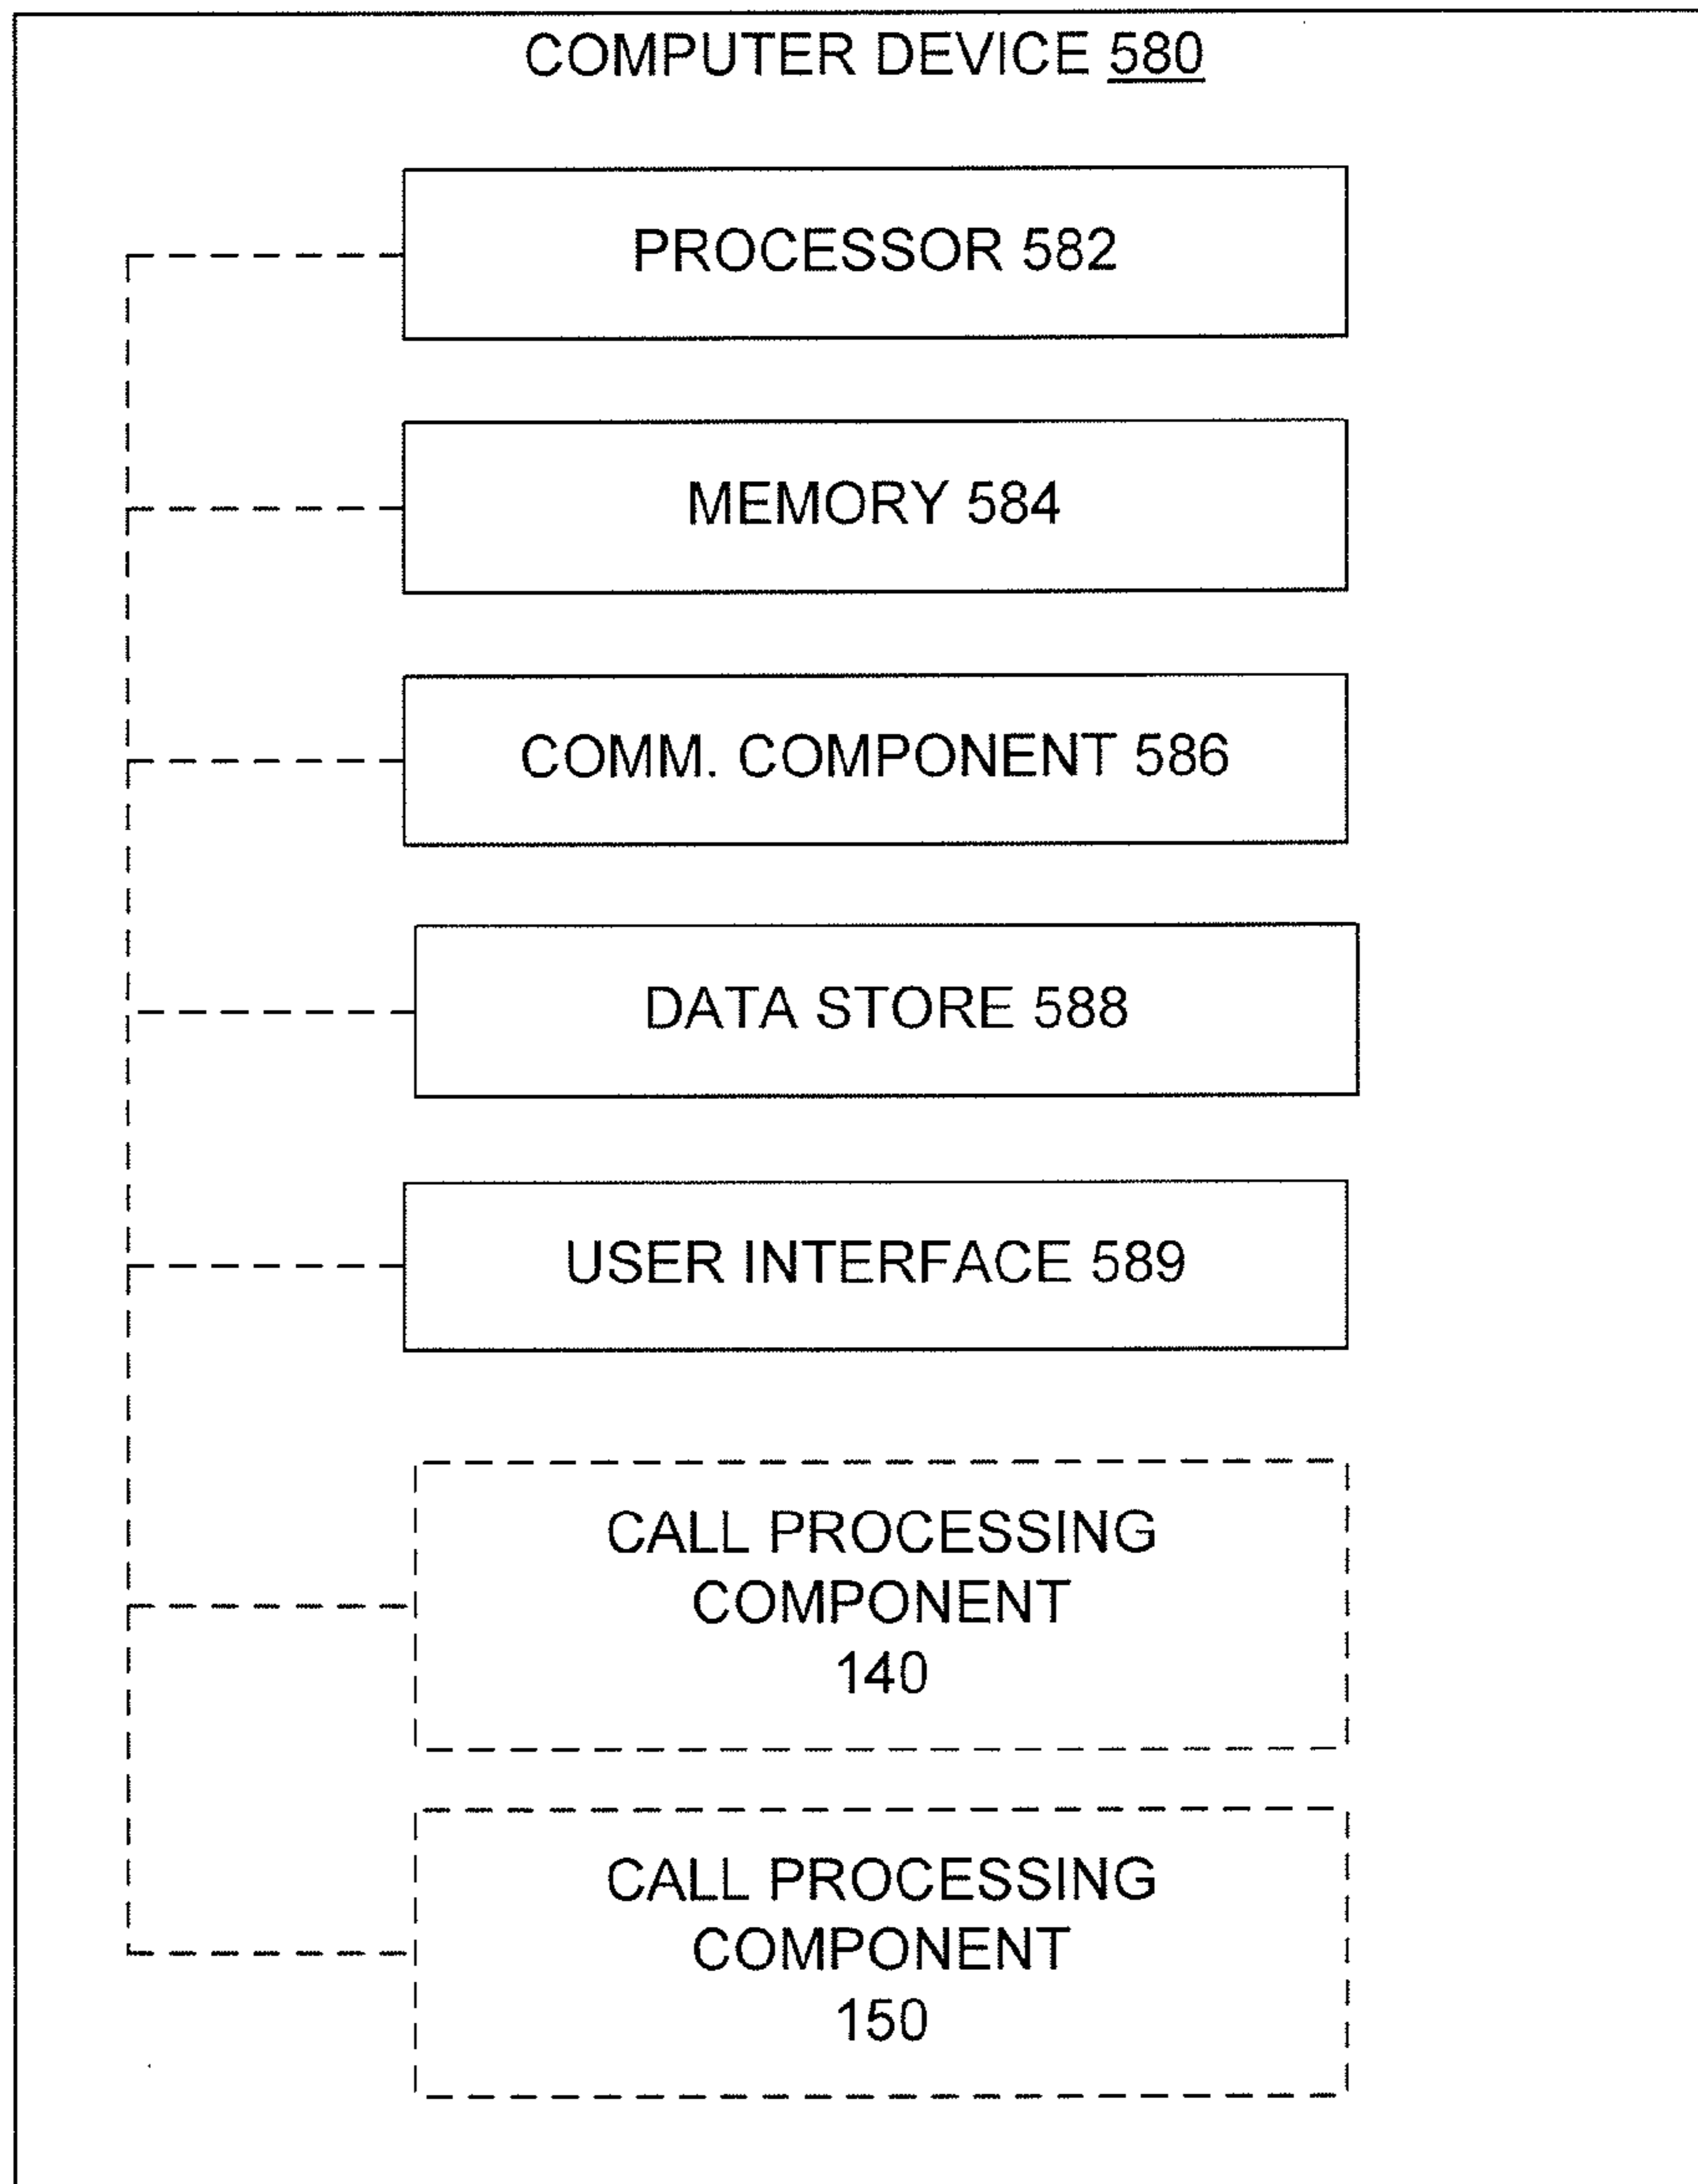 COMPUTER DEVICE 580
PROCESSOR 582
MEMORY 584
COMM. COMPONENT 586
DATA STORE 588
USER INTERFACE 589
CALL PROCESSING
COMPONENT
140
CALL PROCESSING
COMPONENT
150